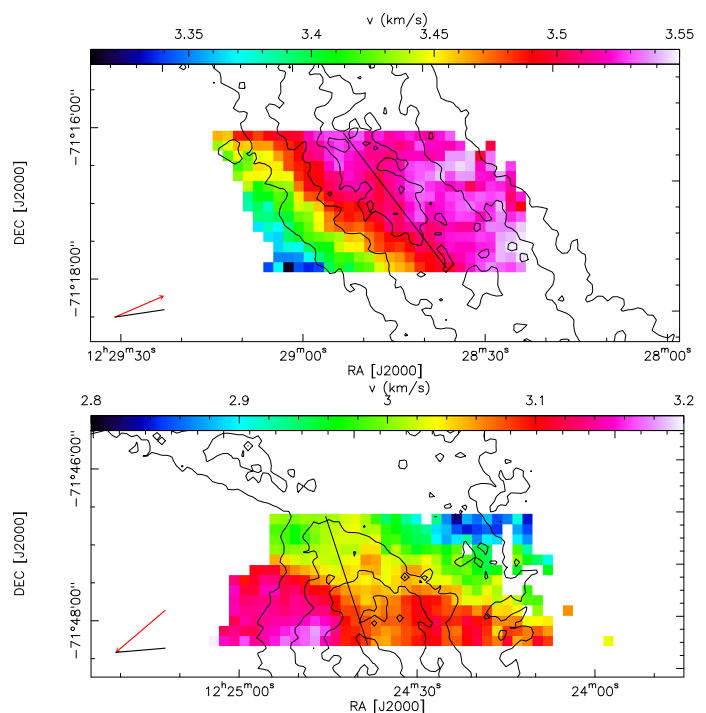 v (km/s)
3.35 3.4 3.45 3.5 3.55
DEC [J2000]
-71°16'00"
-71°18'00"
12ʰ29ᵐ30ˢ 29ᵐ00ˢ 28ᵐ30ˢ 28ᵐ00ˢ
RA [J2000]
v (km/s)
2.8 2.9 3 3.1 3.2
DEC [J2000]
-71°46'00"
-71°48'00"
12ʰ25ᵐ00ˢ 24ᵐ30ˢ 24ᵐ00ˢ
RA [J2000]